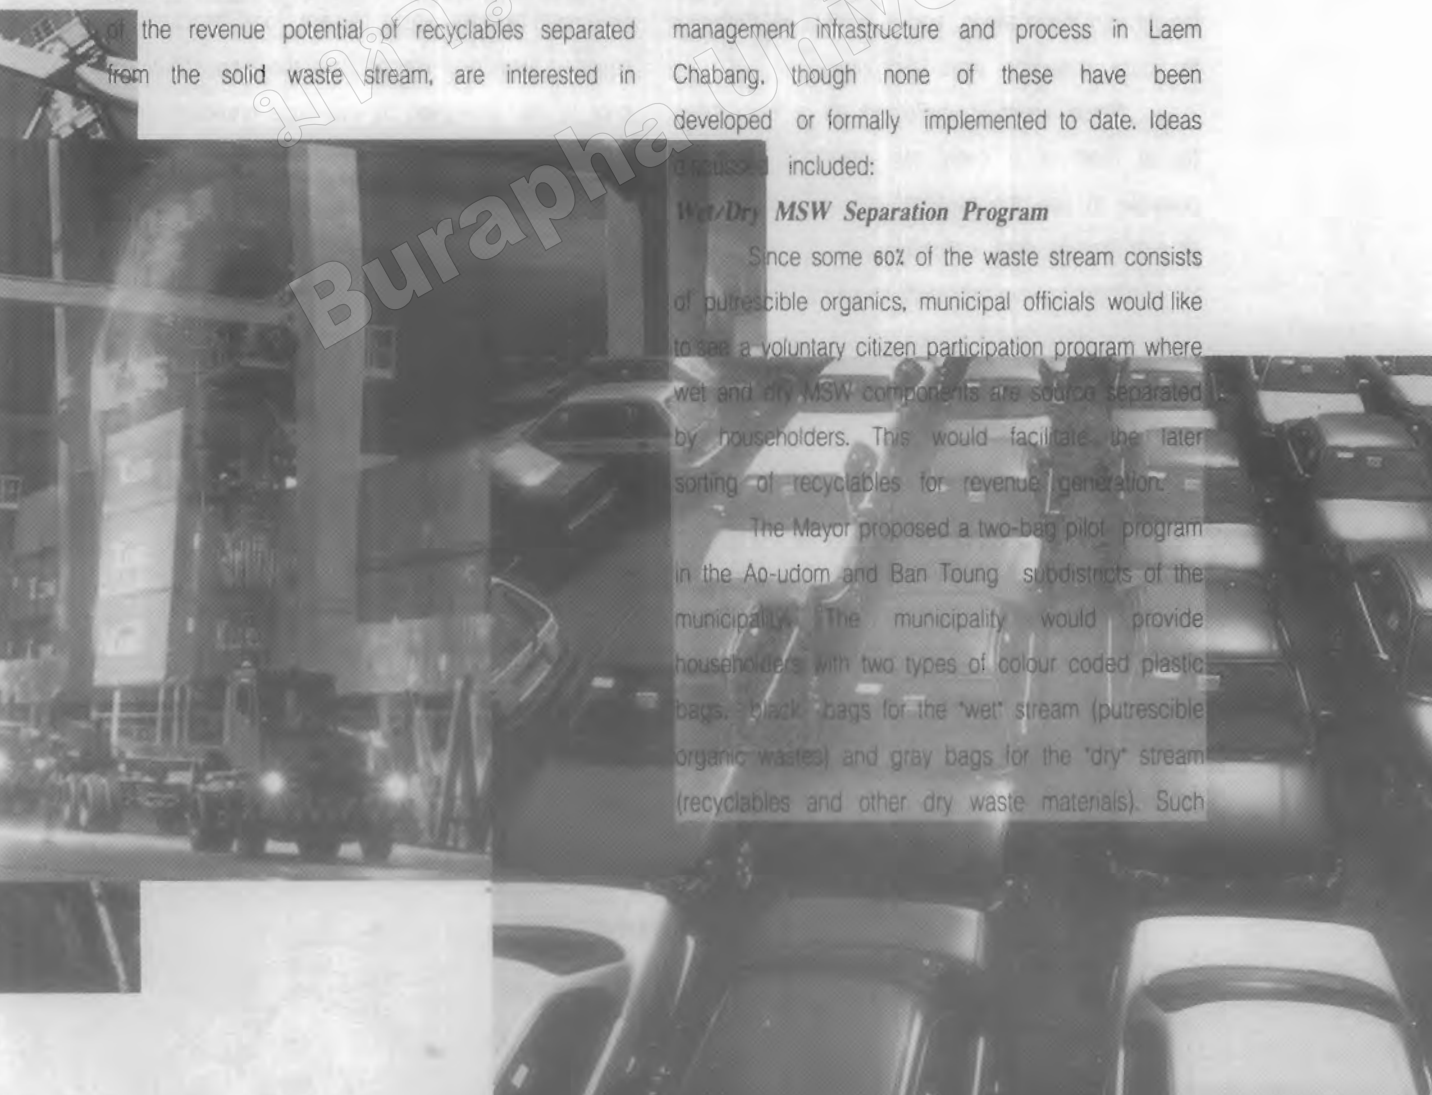 of the revenue potential of recyclables separated
from the solid waste stream, are interested in
management infrastructure and process in Laem
Chabang, though none of these have been
developed or formally implemented to date. Ideas
discussed included:
Wet/Dry MSW Separation Program
Since some 60% of the waste stream consists
of putrescible organics, municipal officials would like
to see a voluntary citizen participation program where
wet and dry MSW components are source separated
by householders. This would facilitate the later
sorting of recyclables for revenue generation.
The Mayor proposed a two-bag pilot program
in the Ao-udom and Ban Toung subdistricts of the
municipality. The municipality would provide
householders with two types of colour coded plastic
bags, black bags for the "wet" stream (putrescible
organic wastes) and gray bags for the "dry" stream
(recyclables and other dry waste materials). Such
Burapha Unive